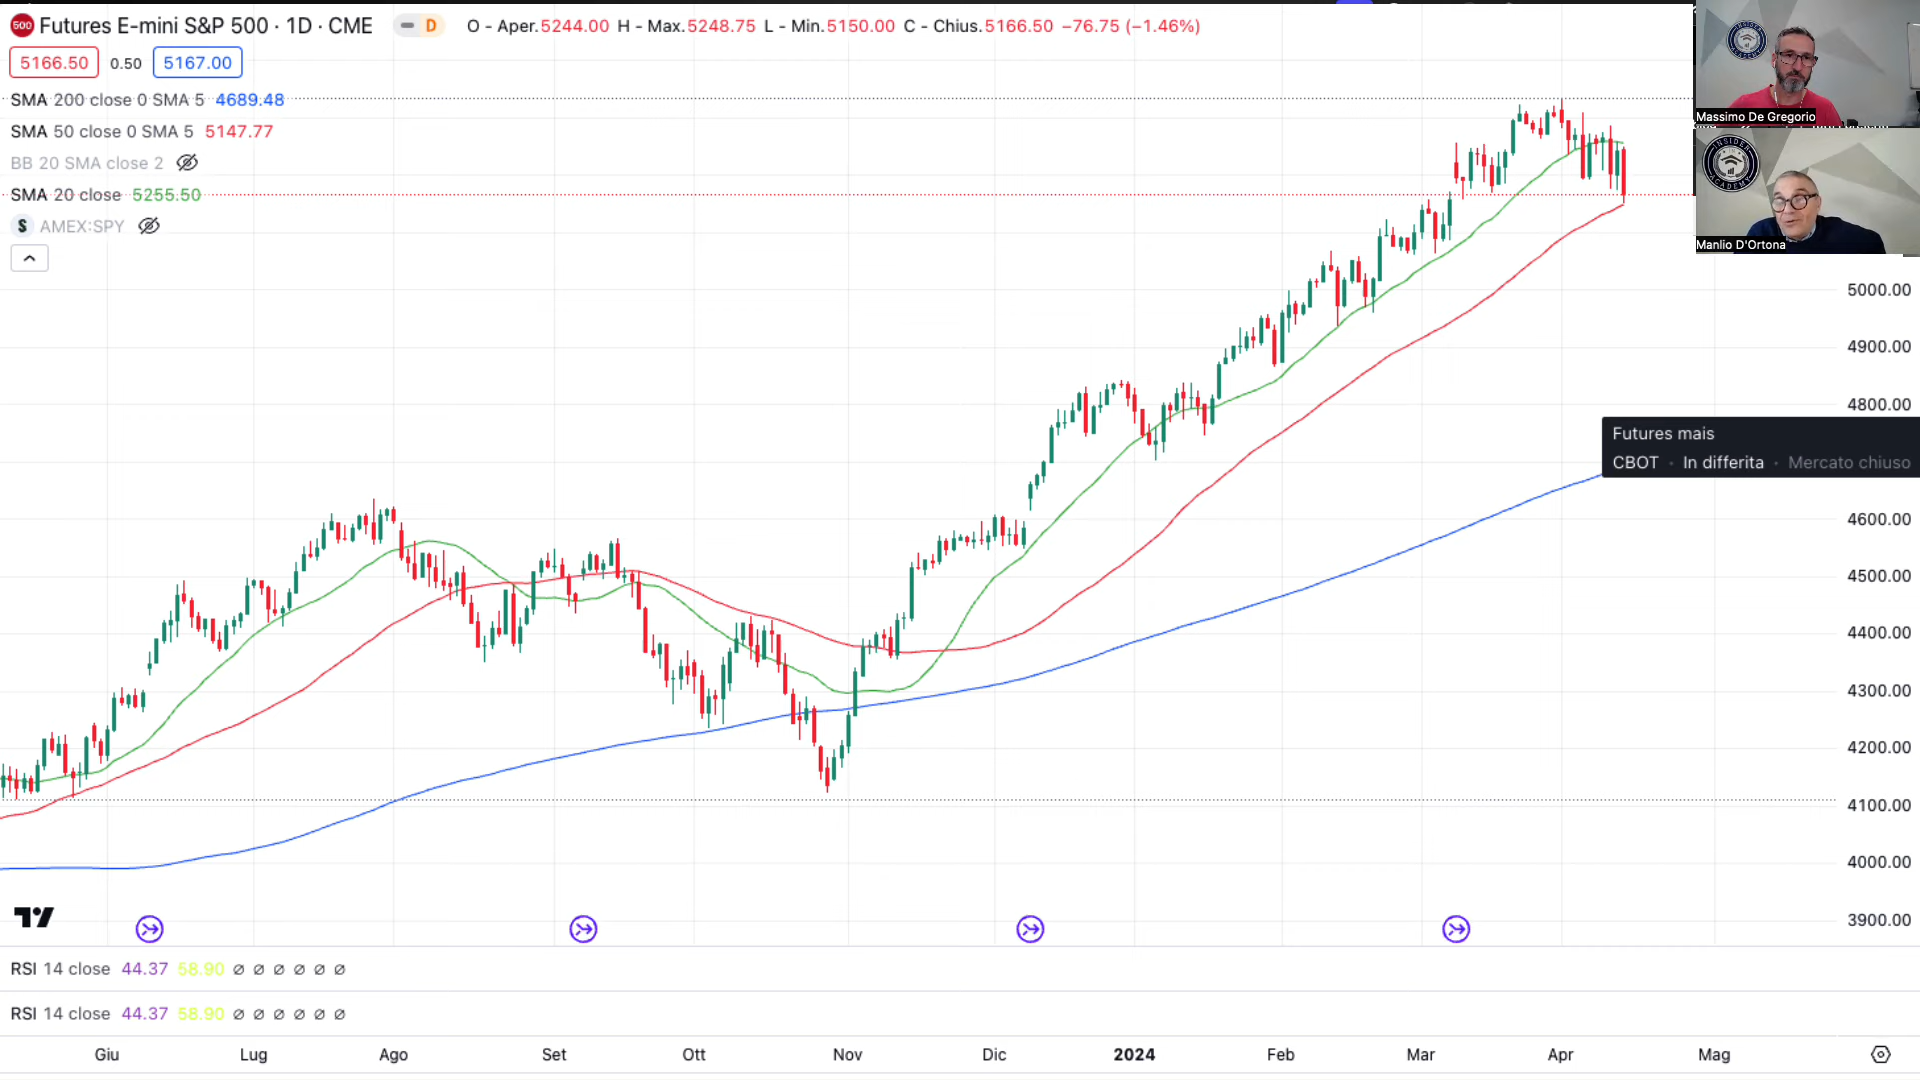 500 Futures E-mini S&P 500 · 1D · CME D O - Aper.5244.00 H - Max.5248.75 L - Min.5150.00 C - Chius.5166.50 −76.75 (−1.46%)
5166.50 0.50 5167.00
SMA 200 close 0 SMA 5 4689.48
SMA 50 close 0 SMA 5 5147.77
BB 20 SMA close 2
SMA 20 close 5255.50
$ AMEX:SPY
INSIDER
ACADEMY
Massimo De Gregorio
INSIDER
ACADEMY
Manlio D'Ortona
5000.00
4900.00
4800.00
Futures mais
CBOT · In differita · Mercato chiuso
4600.00
4500.00
4400.00
4300.00
4200.00
4100.00
4000.00
3900.00
RSI 14 close 44.37 58.90 ∅ ∅ ∅ ∅ ∅ ∅
RSI 14 close 44.37 58.90 ∅ ∅ ∅ ∅ ∅ ∅
Giu Lug Ago Set Ott Nov Dic 2024 Feb Mar Apr Mag